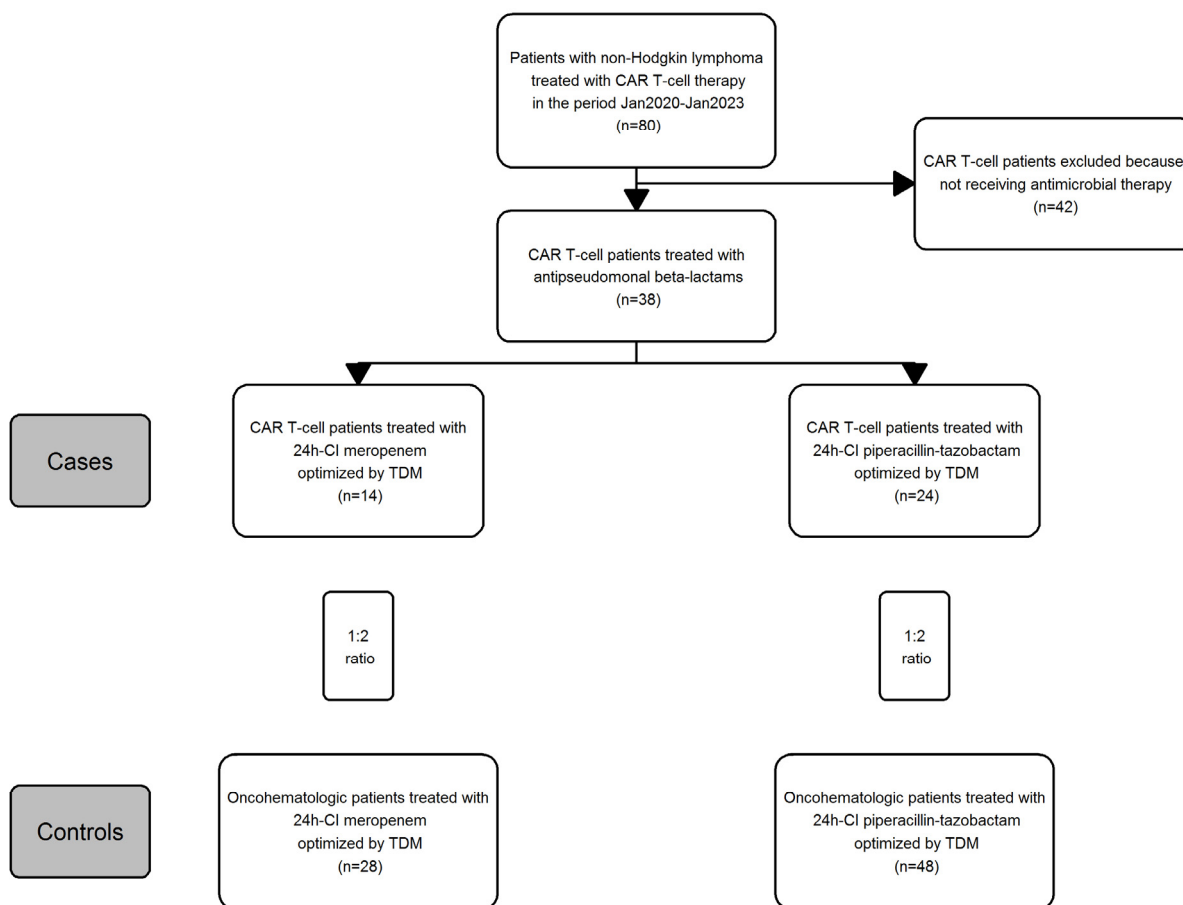 Patients with non-Hodgkin lymphoma
treated with CAR T-cell therapy
in the period Jan2020-Jan2023
(n=80)
CAR T-cell patients excluded because
not receiving antimicrobial therapy
(n=42)
CAR T-cell patients treated with
antipseudomonal beta-lactams
(n=38)
Cases
CAR T-cell patients treated with
24h-CI meropenem
optimized by TDM
(n=14)
CAR T-cell patients treated with
24h-CI piperacillin-tazobactam
optimized by TDM
(n=24)
1:2
ratio
1:2
ratio
Controls
Oncohematologic patients treated with
24h-CI meropenem
optimized by TDM
(n=28)
Oncohematologic patients treated with
24h-CI piperacillin-tazobactam
optimized by TDM
(n=48)